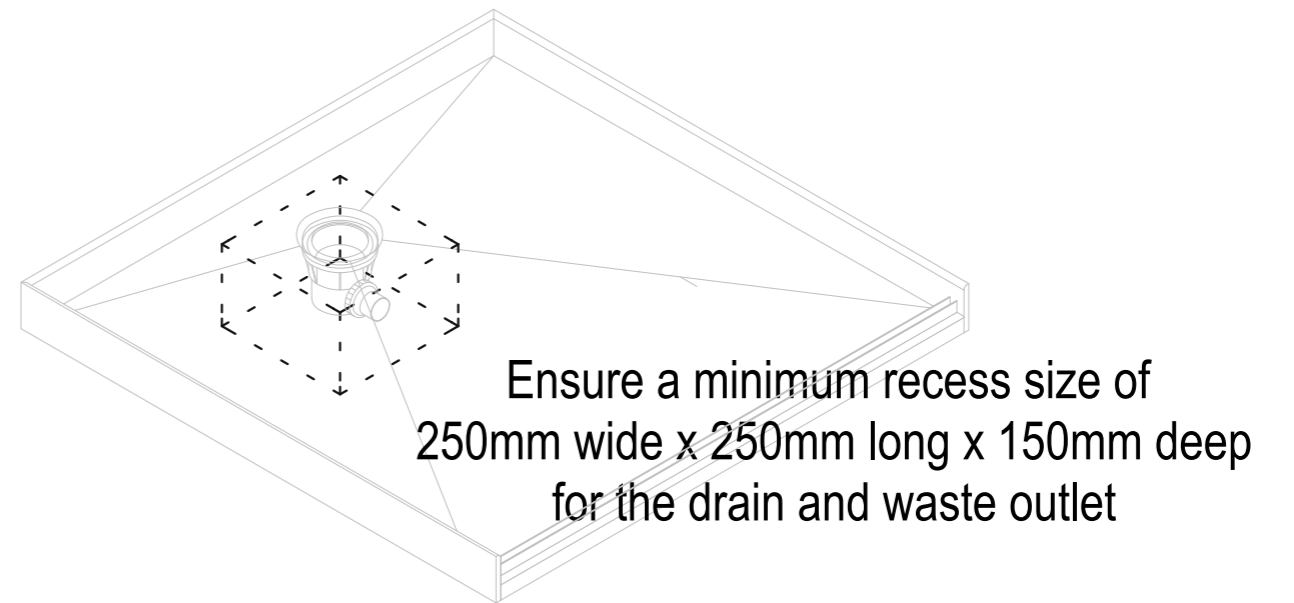 Ensure a minimum recess size of
250mm wide x 250mm long x 150mm deep
for the drain and waste outlet